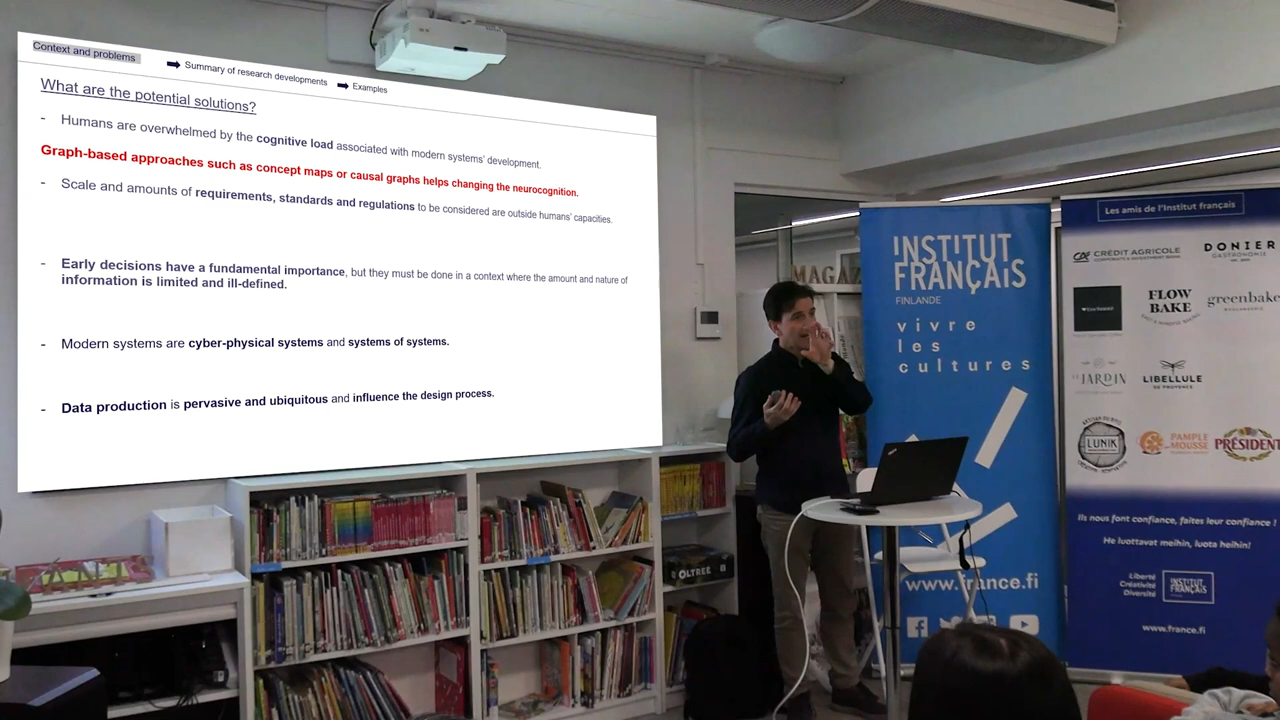 Context and problems
Summary of research developments
Examples
What are the potential solutions?
- Humans are overwhelmed by the cognitive load associated with modern systems' development.
Graph-based approaches such as concept maps or causal graphs helps changing the neurocognition.
- Scale and amounts of requirements, standards and regulations to be considered are outside humans' capacities.
- Early decisions have a fundamental importance, but they must be done in a context where the amount and nature of
information is limited and ill-defined.
- Modern systems are cyber-physical systems and systems of systems.
- Data production is pervasive and ubiquitous and influence the design process.
MAGAZ
OLTRÉE
INSTITUT
FRANÇAIS
FINLANDE
vivre
les
cultures
www.france.fi
Les amis de l'Institut français
CRÉDIT AGRICOLE
DONIER
GASTRONOMIE
FLOW
BAKE
greenbake
JARDIN
LIBELLULE
DE PROVENCE
LUNIK
PAMPLE
MOUSSE
PRÉSIDENT
Ils nous font confiance, faites leur confiance !
He luottavat meihin, luota heihin!
Liberté
Créativité
Diversité
INSTITUT
FRANÇAIS
www.france.fi